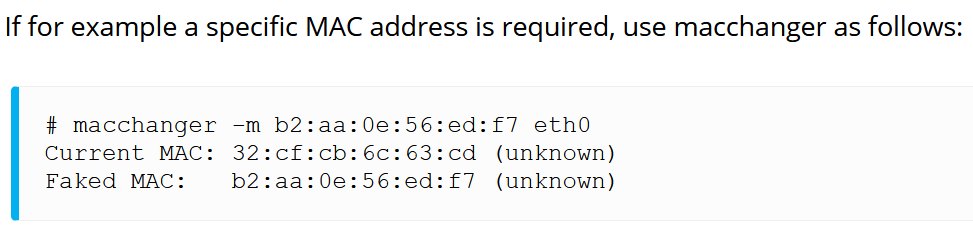 If for example a specific MAC address is required, use macchanger as follows:
# macchanger -m b2:aa:0e:56:ed:f7 eth0
Current MAC: 32:cf:cb:6c:63:cd (unknown)
Faked MAC:   b2:aa:0e:56:ed:f7 (unknown)